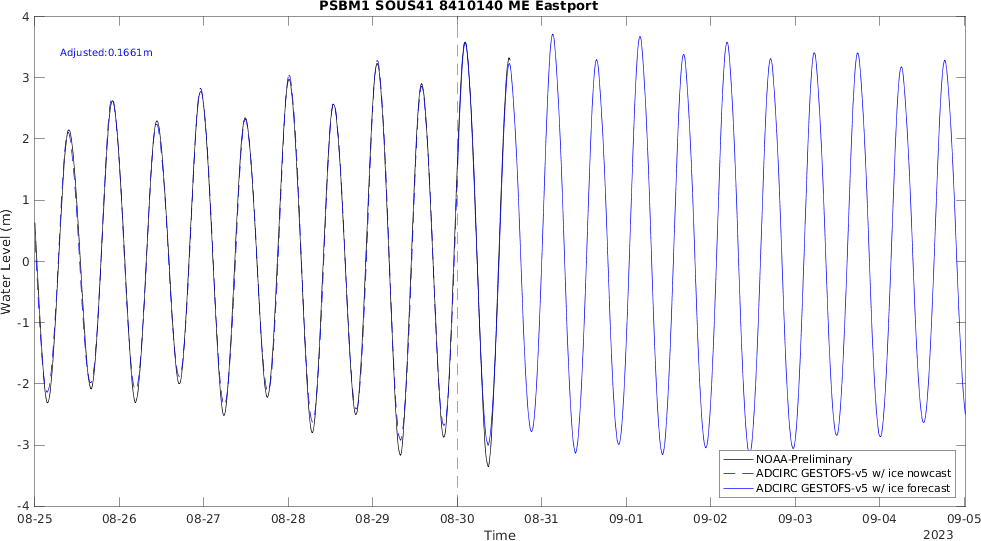 PSBM1 SOUS41 8410140 ME Eastport
Adjusted:0.1661m
4
3
2
1
0
-1
-2
-3
-4
Water Level (m)
NOAA-Preliminary
ADCIRC GESTOFS-v5 w/ ice nowcast
ADCIRC GESTOFS-v5 w/ ice forecast
08-25 08-26 08-27 08-28 08-29 08-30 08-31 09-01 09-02 09-03 09-04 09-05
Time
2023